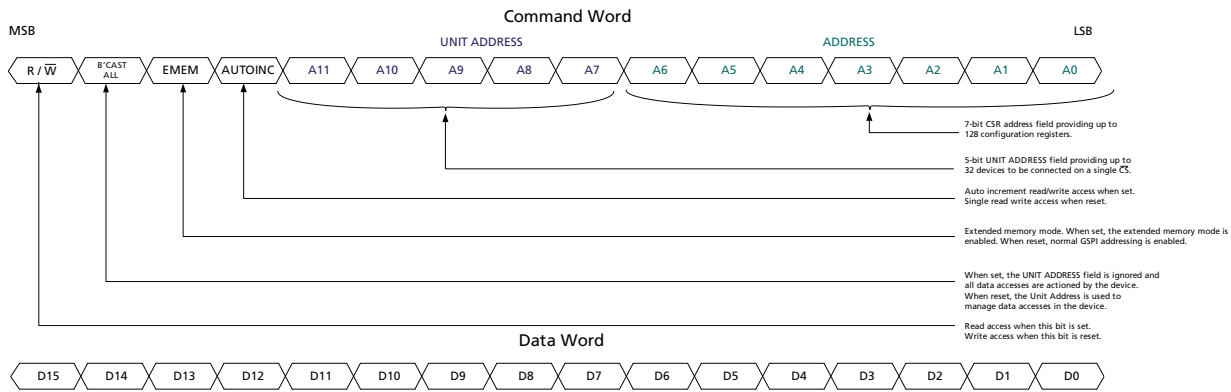 Command Word
MSB
LSB
UNIT ADDRESS
ADDRESS
R / W
B'CAST
ALL
EMEM
AUTOINC
A11
A10
A9
A8
A7
A6
A5
A4
A3
A2
A1
A0
7-bit CSR address field providing up to
128 configuration registers.
5-bit UNIT ADDRESS field providing up to
32 devices to be connected on a single CS.
Auto increment read/write access when set.
Single read write access when reset.
Extended memory mode. When set, the extended memory mode is
enabled. When reset, normal GSPI addressing is enabled.
When set, the UNIT ADDRESS field is ignored and
all data accesses are actioned by the device.
When reset, the Unit Address is used to
manage data accesses in the device.
Read access when this bit is set.
Write access when this bit is reset.
Data Word
D15
D14
D13
D12
D11
D10
D9
D8
D7
D6
D5
D4
D3
D2
D1
D0